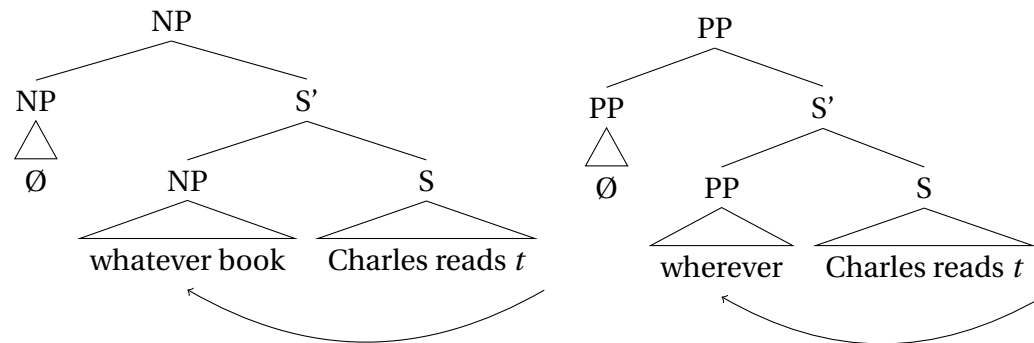 NP PP
NP S’ PP S’
Ø NP S Ø PP S
whatever book Charles reads t wherever Charles reads t